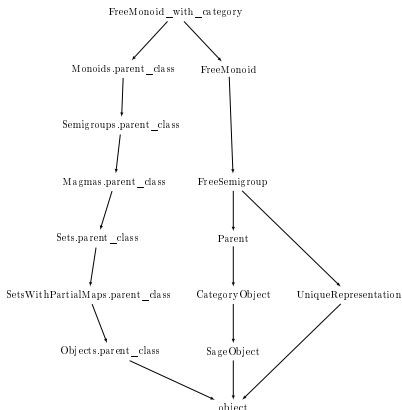 FreeMonoid_with_category
Monoids.parent_class FreeMonoid
Semigroups.parent_class
Magmas.parent_class FreeSemigroup
Sets.parent_class Parent
SetsWithPartialMaps.parent_class CategoryObject UniqueRepresentation
Objects.parent_class SageObject
object